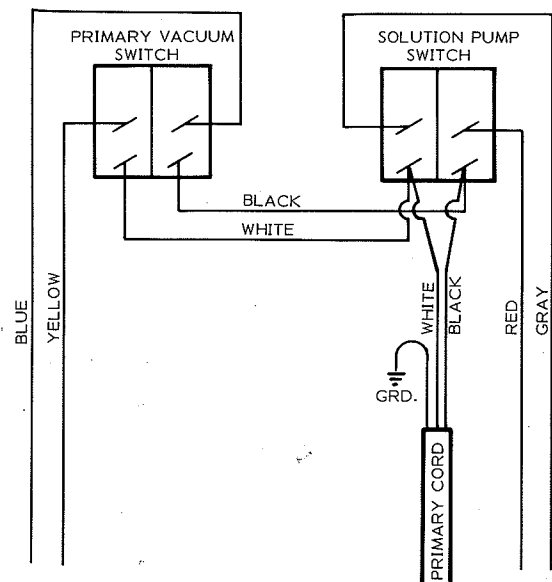 PRIMARY VACUUM
SWITCH
SOLUTION PUMP
SWITCH
BLACK
WHITE
BLUE
YELLOW
WHITE
BLACK
RED
GRAY
GRD.
PRIMARY CORD